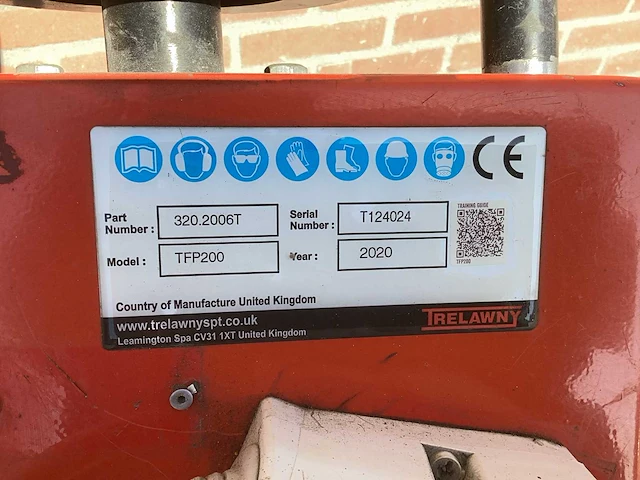 CE
Part Number : 320.2006T
Serial Number : T124024
TRAINING GUIDE
TFP200
Model : TFP200
Year : 2020
Country of Manufacture United Kingdom
www.trelawnyspt.co.uk
TRELAWNY
Leamington Spa CV31 1XT United Kingdom